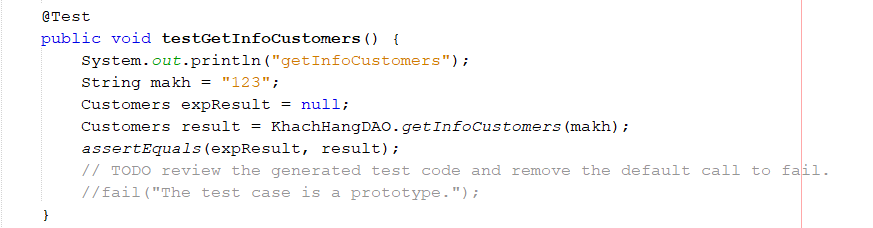 @Test
public void testGetInfoCustomers() {
System.out.println("getInfoCustomers");
String makh = "123";
Customers expResult = null;
Customers result = KhachHangDAO.getInfoCustomers(makh);
assertEquals(expResult, result);
// TODO review the generated test code and remove the default call to fail.
//fail("The test case is a prototype.");
}